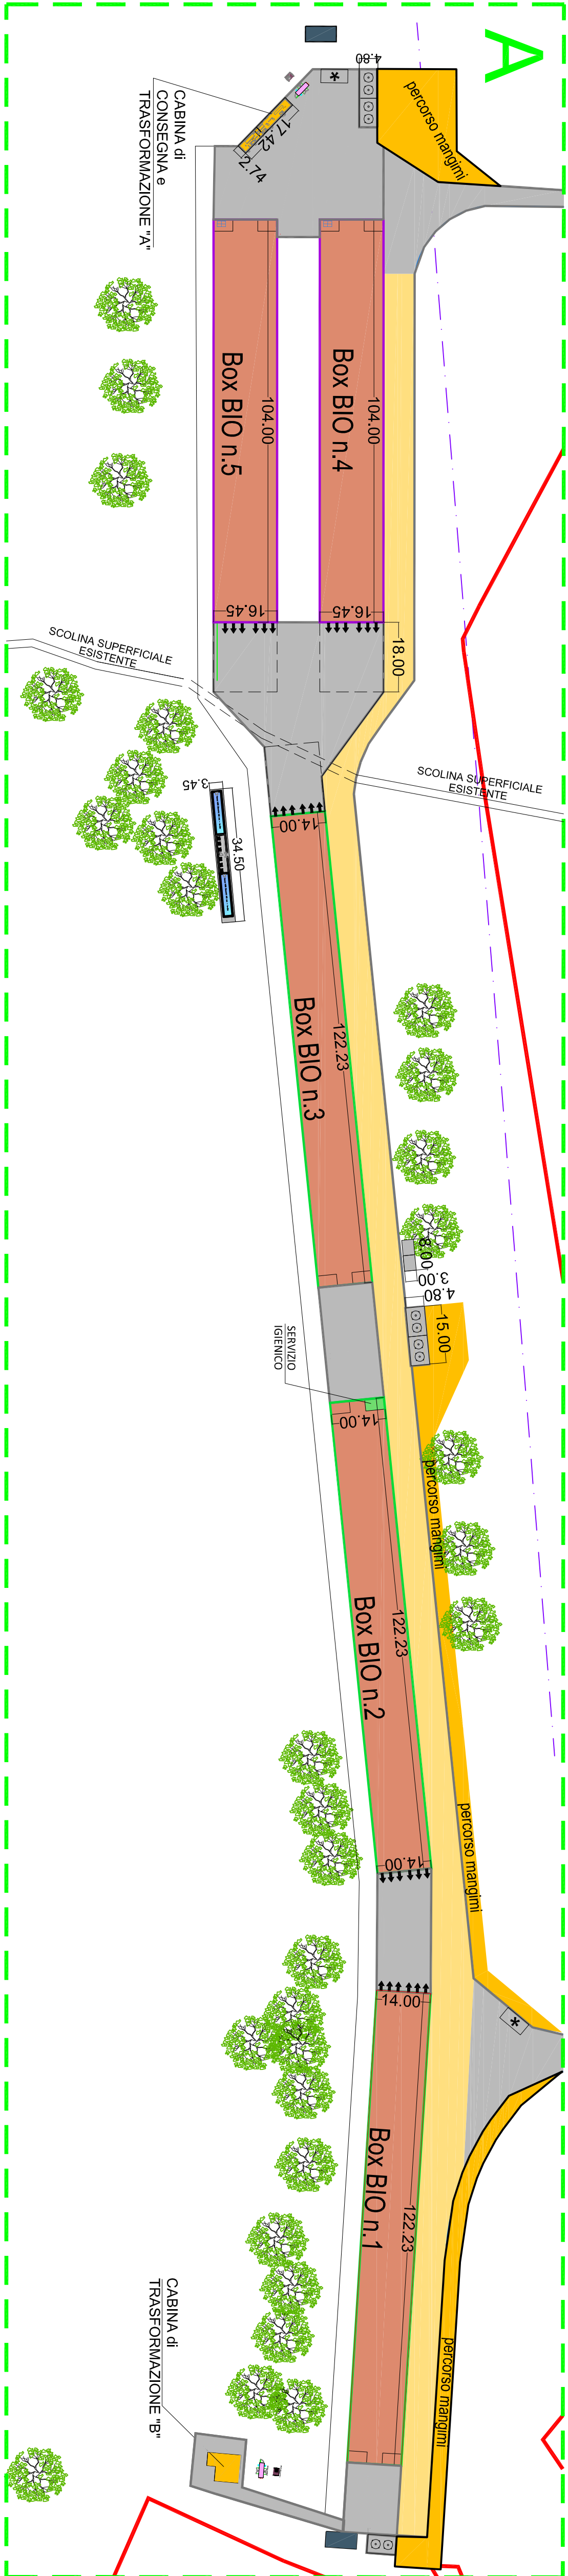 A
4.80
*
percorso mangimi
17.42
2.74
CABINA di
CONSEGNA e
TRASFORMAZIONE "A"
Box BIO n.5
104.00
Box BIO n.4
104.00
16.45
16.45
18.00
SCOLINA SUPERFICIALE
ESISTENTE
SCOLINA SUPERFICIALE
ESISTENTE
3.45
34.50
14.00
Box BIO n.3
122.23
8.00
3.00
4.80
15.00
SERVIZIO
IGIENICO
14.00
percorso mangimi
Box BIO n.2
122.23
14.00
percorso mangimi
14.00
*
Box BIO n.1
122.23
percorso mangimi
CABINA di
TRASFORMAZIONE "B"